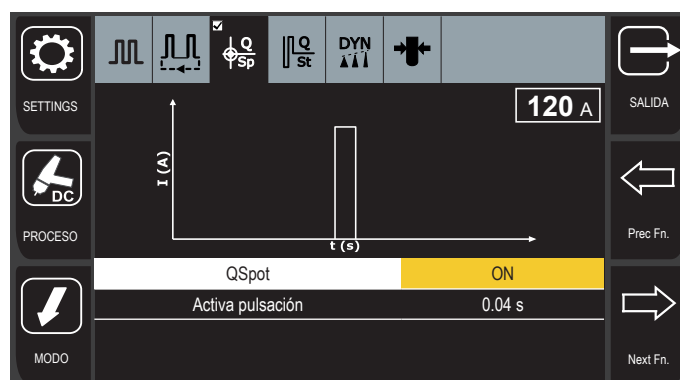 Q
Sp
Q
St
DYN
SETTINGS
120 A
SALIDA
I (A)
DC
PROCESO
t (s)
Prec Fn.
QSpot ON
Activa pulsación 0.04 s
MODO
Next Fn.